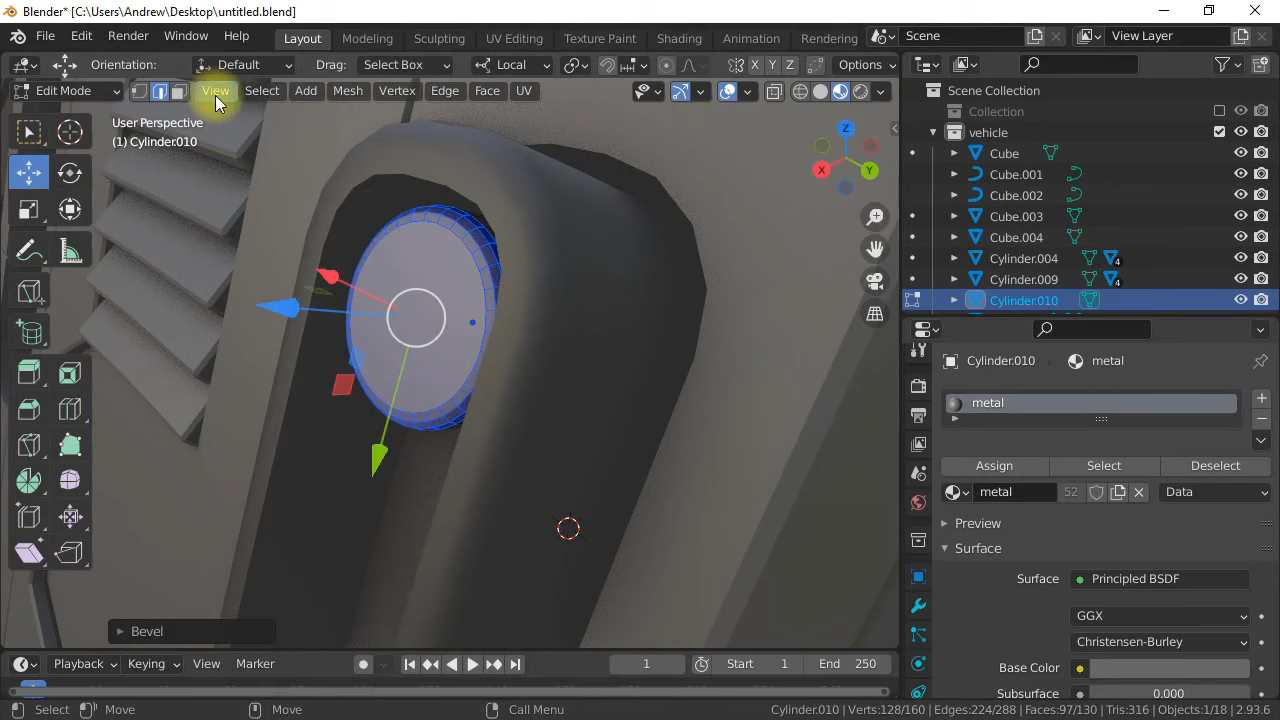 Blender* [C:\Users\Andrew\Desktop\untitled.blend]
File Edit Render Window Help Layout Modeling Sculpting UV Editing Texture Paint Shading Animation Rendering Scene View Layer
Orientation: Default Drag: Select Box Local X Y Z Options
Edit Mode View Select Add Mesh Vertex Edge Face UV
User Perspective
(1) Cylinder.010
Z
X
Y
Scene Collection
Collection
vehicle
Cube
Cube.001
Cube.002
Cube.003
Cube.004
Cylinder.004 4
Cylinder.009 4
Cylinder.010
Cylinder.010 metal
metal
Assign Select Deselect
metal 52 Data
Preview
Surface
Surface Principled BSDF
GGX
Christensen-Burley
Base Color
Subsurface 0.000
Bevel
Playback Keying View Marker 1 Start 1 End 250
Select Move Move Call Menu Cylinder.010 | Verts:128/160 | Edges:224/288 | Faces:97/130 | Tris:316 | Objects:1/18 | 2.93.6